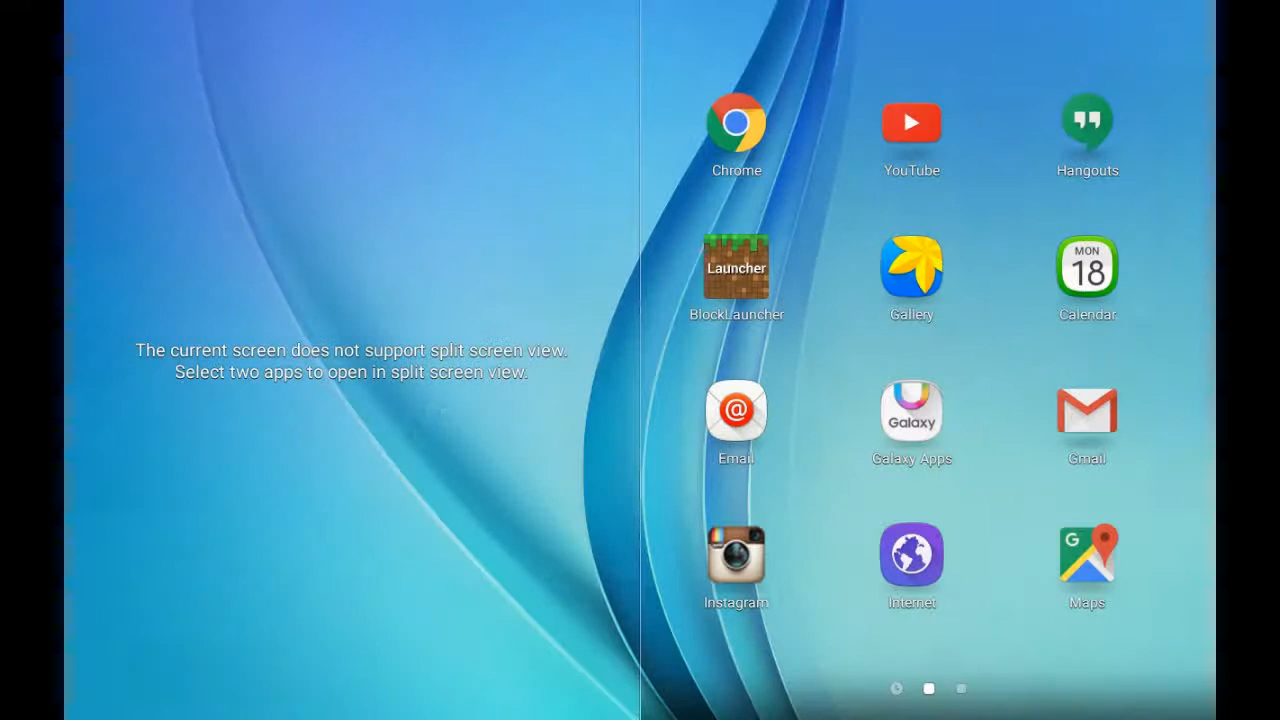 The current screen does not support split screen view.
Select two apps to open in split screen view.
Chrome
YouTube
Hangouts
Launcher
BlockLauncher
Gallery
MON
18
Calendar
@
Email
Galaxy
Galaxy Apps
Gmail
Instagram
Internet
G
Maps